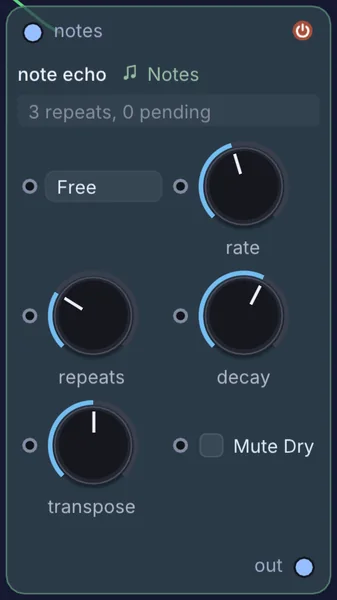 notes
note echo Notes
3 repeats, 0 pending
Free
rate
repeats decay
transpose
Mute Dry
out